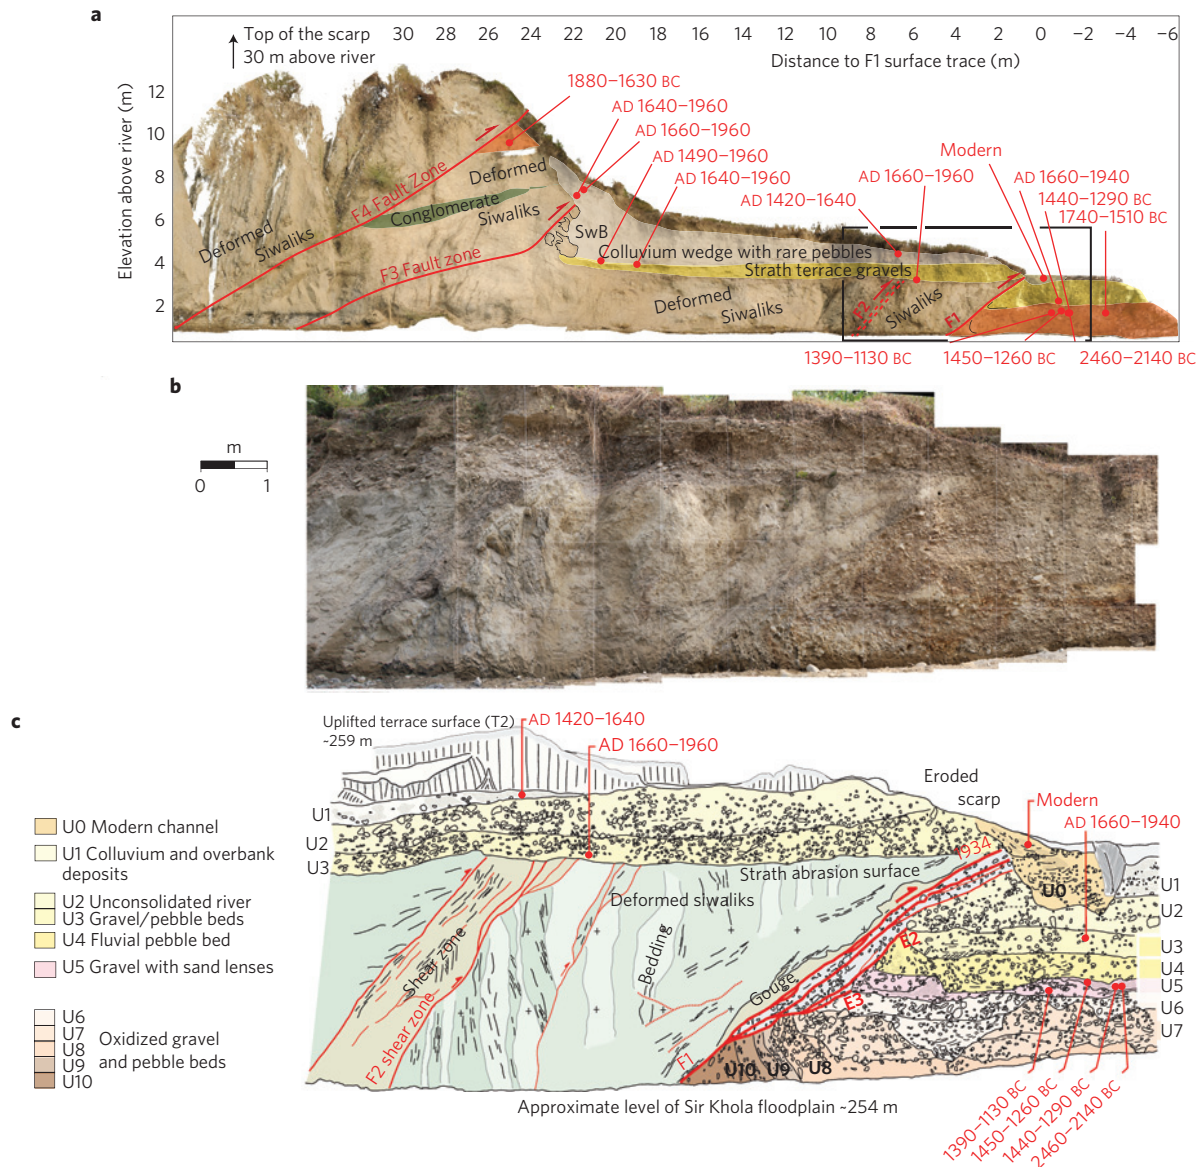 a
Top of the scarp
30 m above river
30 28 26 24 22 20 18 16 14 12 10 8 6 4 2 0 −2 −4 −6
Distance to F1 surface trace (m)
Elevation above river (m)
12
10
8
6
4
2
1880–1630 BC
AD 1640–1960
AD 1660–1960
AD 1490–1960
AD 1640–1960
AD 1420–1640
AD 1660–1960
Modern
AD 1660–1940
1440–1290 BC
1740–1510 BC
F4 Fault Zone
Deformed
Siwaliks
Conglomerate
Deformed
Siwaliks
F3 Fault zone
SwB
Colluvium wedge with rare pebbles
Strath terrace gravels
Deformed
Siwaliks
F2
Siwaliks
F1
1390–1130 BC
1450–1260 BC
2460–2140 BC
b
m
0 1
c
Uplifted terrace surface (T2)
~259 m
AD 1420–1640
AD 1660–1960
Eroded
scarp
Modern
AD 1660–1940
U1
U2
U3
1934
Strath abrasion surface
Deformed siwaliks
U0
U1
U2
U3
U4
U5
U6
U7
Shear zone
F2 shear zone
Bedding
Gouge
E2
E3
F1
U10 U9 U8
Approximate level of Sir Khola floodplain ~254 m
1390–1130 BC
1450–1260 BC
1440–1290 BC
2460–2140 BC
U0 Modern channel
U1 Colluvium and overbank
deposits
U2 Unconsolidated river
U3 Gravel/pebble beds
U4 Fluvial pebble bed
U5 Gravel with sand lenses
U6
U7
U8
U9
U10
Oxidized gravel
and pebble beds